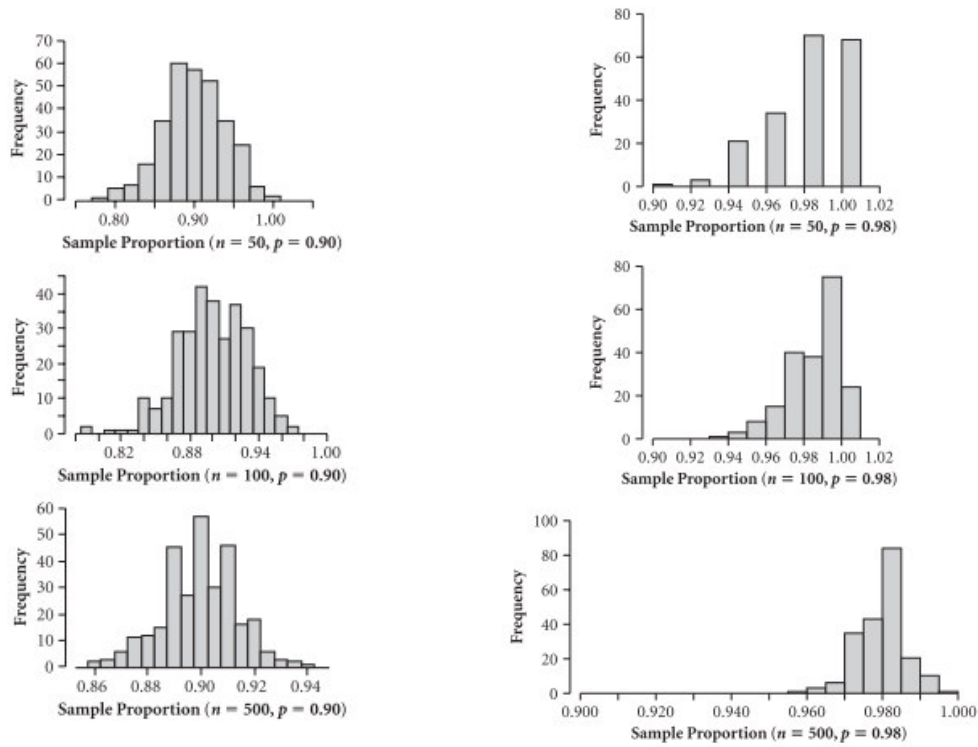 70
60
50
40
30
20
10
0
Frequency
0.80 0.90 1.00
Sample Proportion (n = 50, p = 0.90)
80
60
40
20
0
Frequency
0.90 0.92 0.94 0.96 0.98 1.00 1.02
Sample Proportion (n = 50, p = 0.98)
40
30
20
10
0
Frequency
0.82 0.88 0.94 1.00
Sample Proportion (n = 100, p = 0.90)
80
60
40
20
0
Frequency
0.90 0.92 0.94 0.96 0.98 1.00 1.02
Sample Proportion (n = 100, p = 0.98)
60
50
40
30
20
10
0
Frequency
0.86 0.88 0.90 0.92 0.94
Sample Proportion (n = 500, p = 0.90)
100
80
60
40
20
0
Frequency
0.900 0.920 0.940 0.960 0.980 1.000
Sample Proportion (n = 500, p = 0.98)